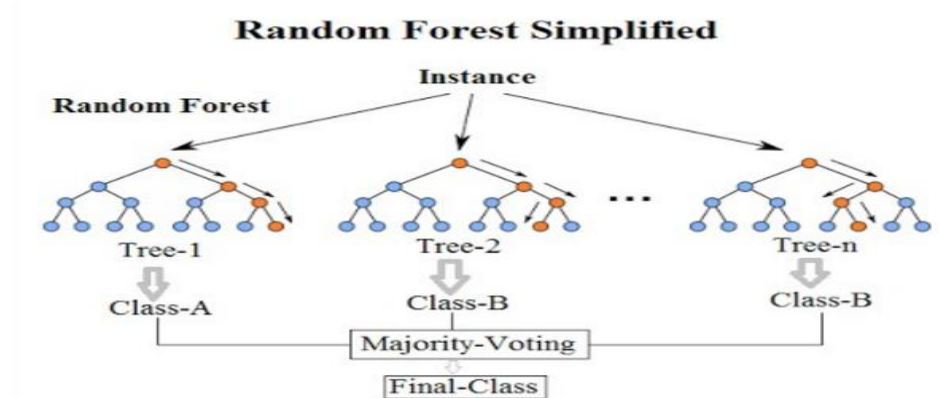 Random Forest Simplified
Instance
Random Forest
...
Tree-1
Tree-2
Tree-n
Class-A
Class-B
Class-B
Majority-Voting
Final-Class